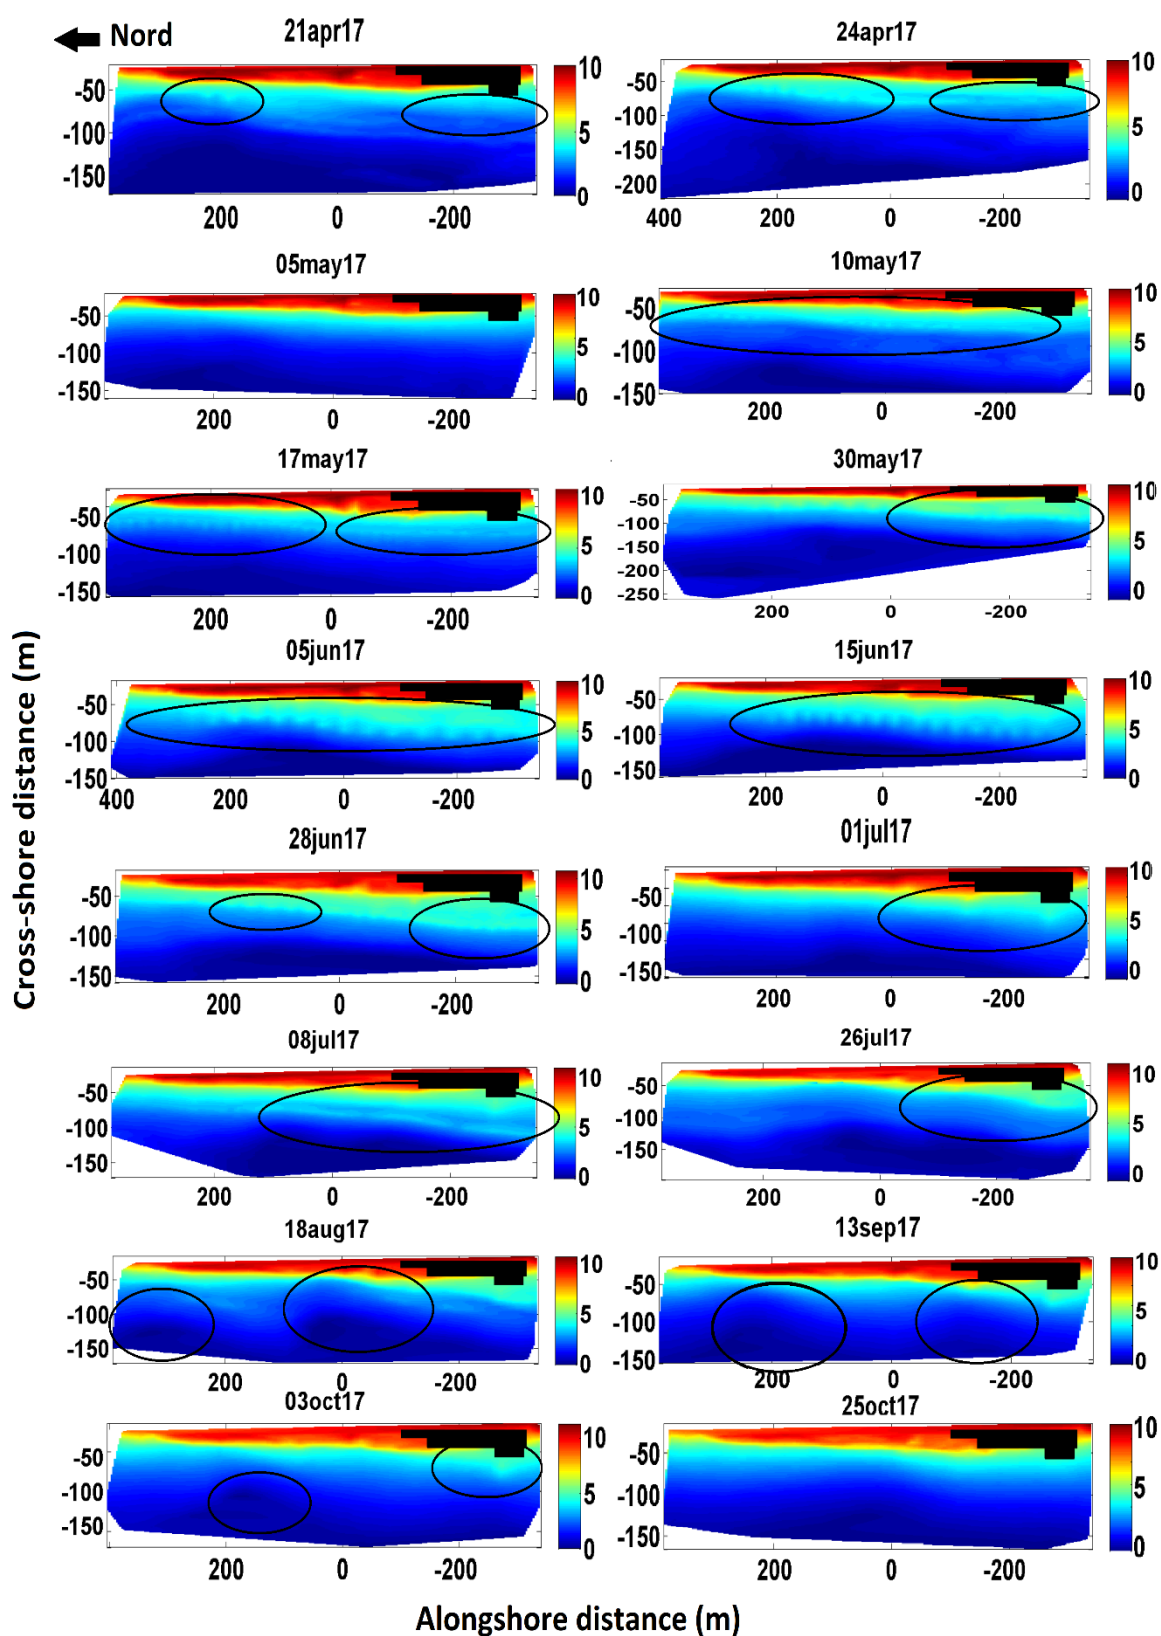 Nord
21apr17 24apr17
-50 -100 -150 10 5 0 -50 -100 -150 -200 10 5 0
200 0 -200 400 200 0 -200
05may17 10may17
-50 -100 -150 10 5 0 -50 -100 -150 10 5 0
200 0 -200 200 0 -200
17may17 30may17
-50 -100 -150 10 5 0 -50 -100 -150 -200 -250 10 5 0
200 0 -200 200 0 -200
05jun17 15jun17
-50 -100 -150 10 5 0 -50 -100 -150 10 5 0
400 200 0 -200 200 0 -200
28jun17 01jul17
-50 -100 -150 10 5 0 -50 -100 -150 10 5 0
200 0 -200 200 0 -200
08jul17 26jul17
-50 -100 -150 10 5 0 -50 -100 -150 10 5 0
200 0 -200 200 0 -200
18aug17 13sep17
-50 -100 -150 10 5 0 -50 -100 -150 10 5 0
200 0 -200 200 0 -200
03oct17 25oct17
-50 -100 -150 10 5 0 -50 -100 -150 10 5 0
200 0 -200 200 0 -200
Cross-shore distance (m)
Alongshore distance (m)